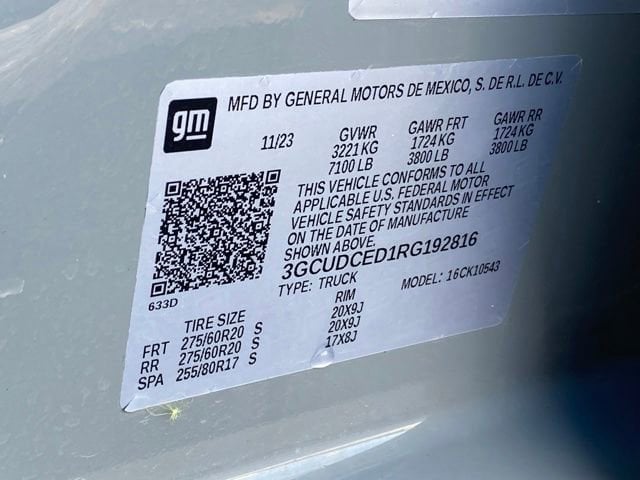 gm
MFD BY GENERAL MOTORS DE MEXICO, S. DE R.L. DE C.V.
11/23 GVWR GAWR FRT GAWR RR
3221 KG 1724 KG 1724 KG
7100 LB 3800 LB 3800 LB
THIS VEHICLE CONFORMS TO ALL
APPLICABLE U.S. FEDERAL MOTOR
VEHICLE SAFETY STANDARDS IN EFFECT
ON THE DATE OF MANUFACTURE
SHOWN ABOVE.
3GCUDCED1RG192816
633D
TYPE: TRUCK MODEL: 16CK10543
TIRE SIZE RIM
FRT 275/60R20 S 20X9J
RR 275/60R20 S 20X9J
SPA 255/80R17 S 17X8J